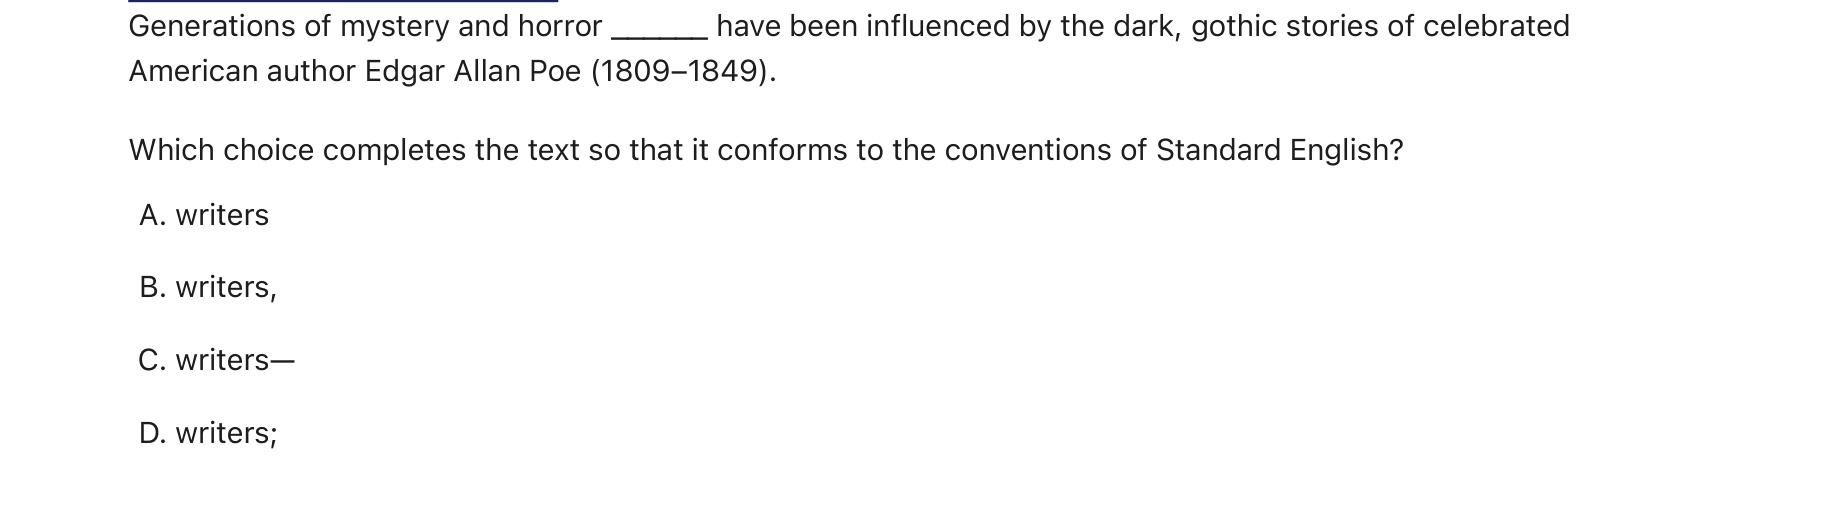 Generations of mystery and horror ______ have been influenced by the dark, gothic stories of celebrated
American author Edgar Allan Poe (1809–1849).
Which choice completes the text so that it conforms to the conventions of Standard English?
A. writers
B. writers,
C. writers—
D. writers;